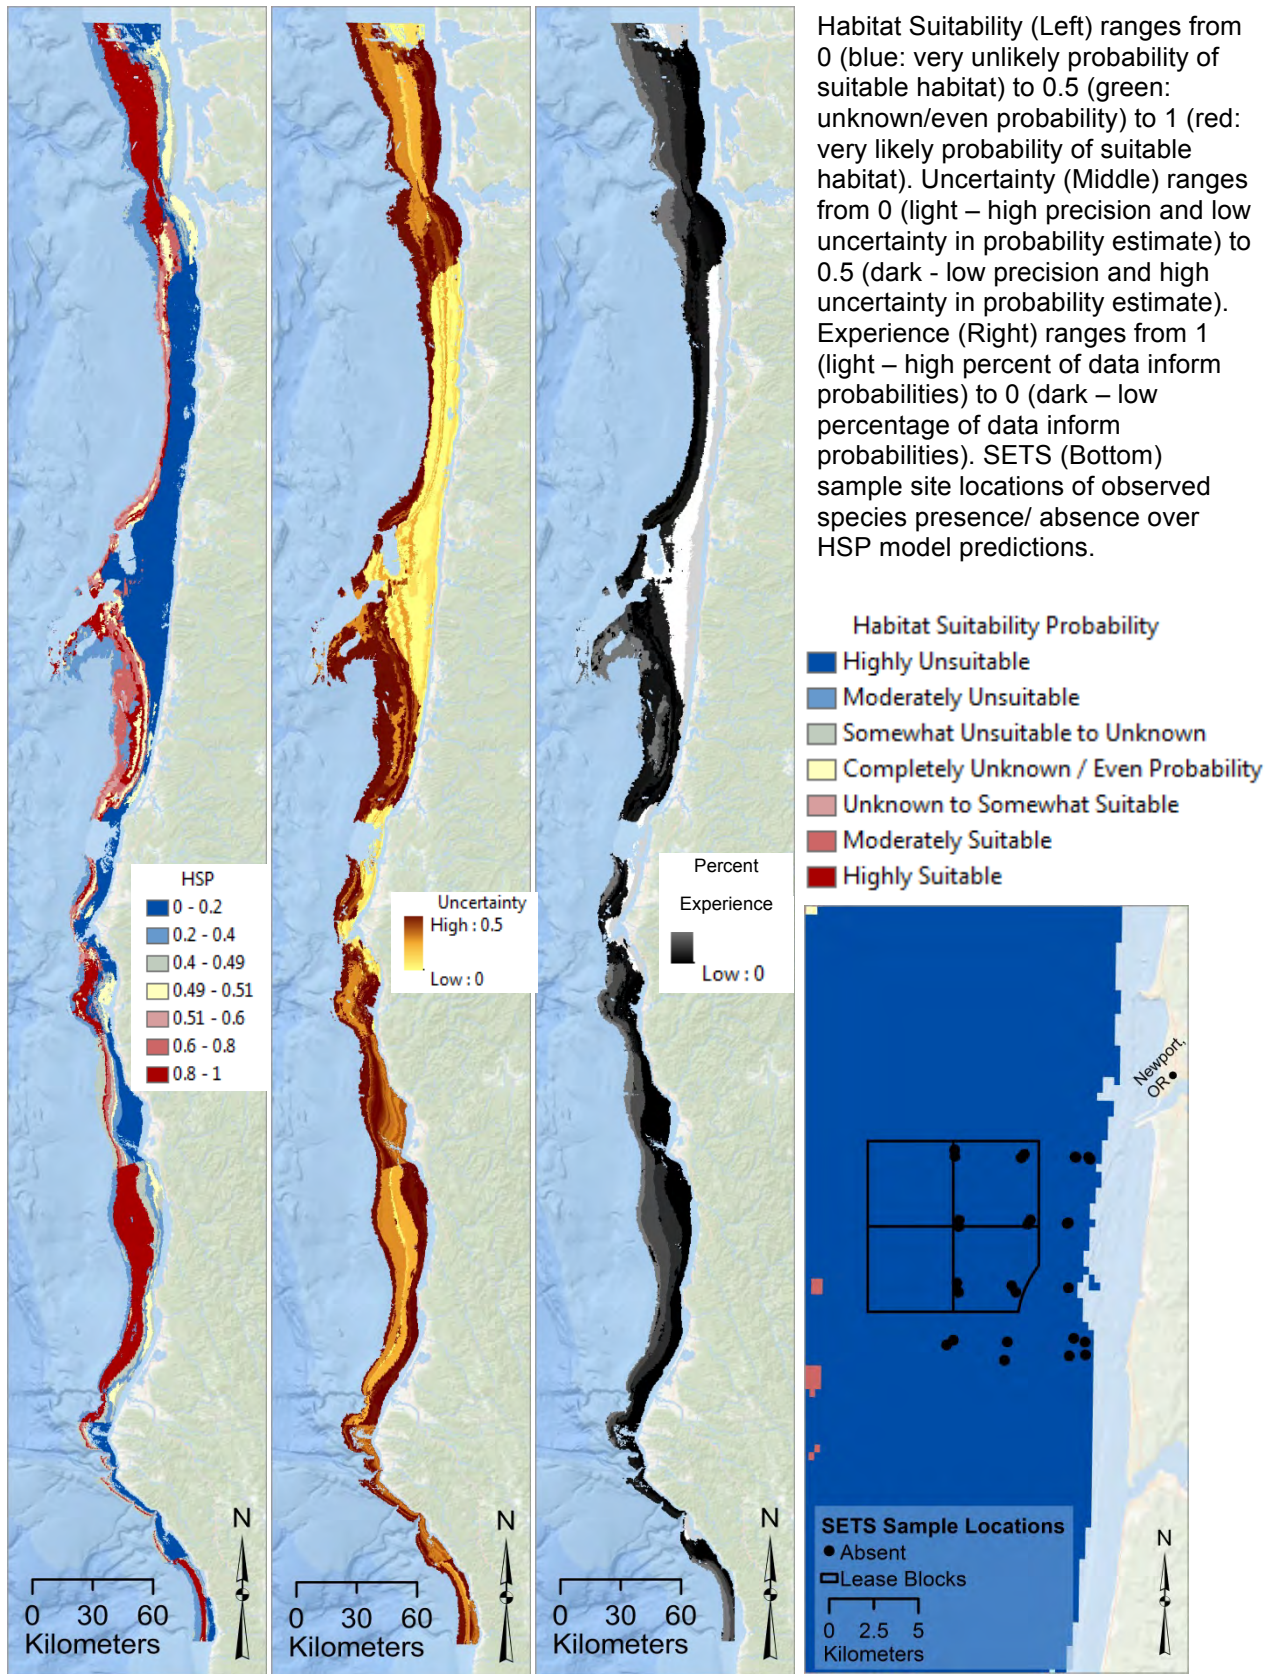 Habitat Suitability (Left) ranges from
0 (blue: very unlikely probability of
suitable habitat) to 0.5 (green:
unknown/even probability) to 1 (red:
very likely probability of suitable
habitat). Uncertainty (Middle) ranges
from 0 (light – high precision and low
uncertainty in probability estimate) to
0.5 (dark - low precision and high
uncertainty in probability estimate).
Experience (Right) ranges from 1
(light – high percent of data inform
probabilities) to 0 (dark – low
percentage of data inform
probabilities). SETS (Bottom)
sample site locations of observed
species presence/ absence over
HSP model predictions.
Habitat Suitability Probability
Highly Unsuitable
Moderately Unsuitable
Somewhat Unsuitable to Unknown
Completely Unknown / Even Probability
Unknown to Somewhat Suitable
Moderately Suitable
Highly Suitable
HSP
0 - 0.2
0.2 - 0.4
0.4 - 0.49
0.49 - 0.51
0.51 - 0.6
0.6 - 0.8
0.8 - 1
Uncertainty
High : 0.5
Low : 0
Percent
Experience
Low : 0
N
0 30 60
Kilometers
N
0 30 60
Kilometers
N
0 30 60
Kilometers
Newport,
OR
SETS Sample Locations
Absent
Lease Blocks
0 2.5 5
Kilometers
N